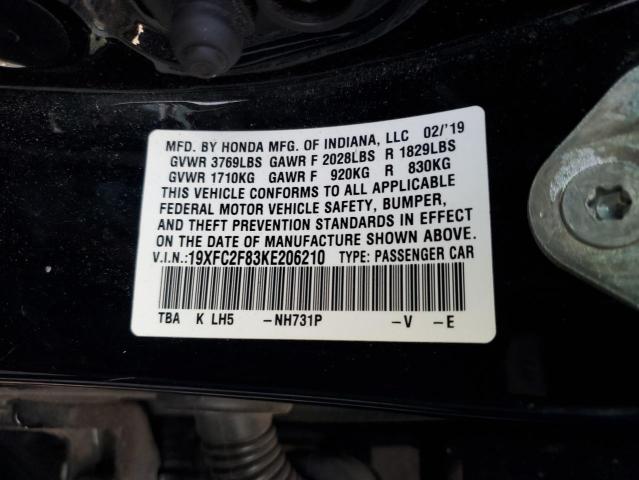 MFD. BY HONDA MFG. OF INDIANA, LLC 02/'19
GVWR 3769LBS GAWR F 2028LBS R 1829LBS
GVWR 1710KG GAWR F 920KG R 830KG
THIS VEHICLE CONFORMS TO ALL APPLICABLE
FEDERAL MOTOR VEHICLE SAFETY, BUMPER,
AND THEFT PREVENTION STANDARDS IN EFFECT
ON THE DATE OF MANUFACTURE SHOWN ABOVE.
V.I.N.:19XFC2F83KE206210 TYPE: PASSENGER CAR
TBA K LH5 -NH731P -V -E